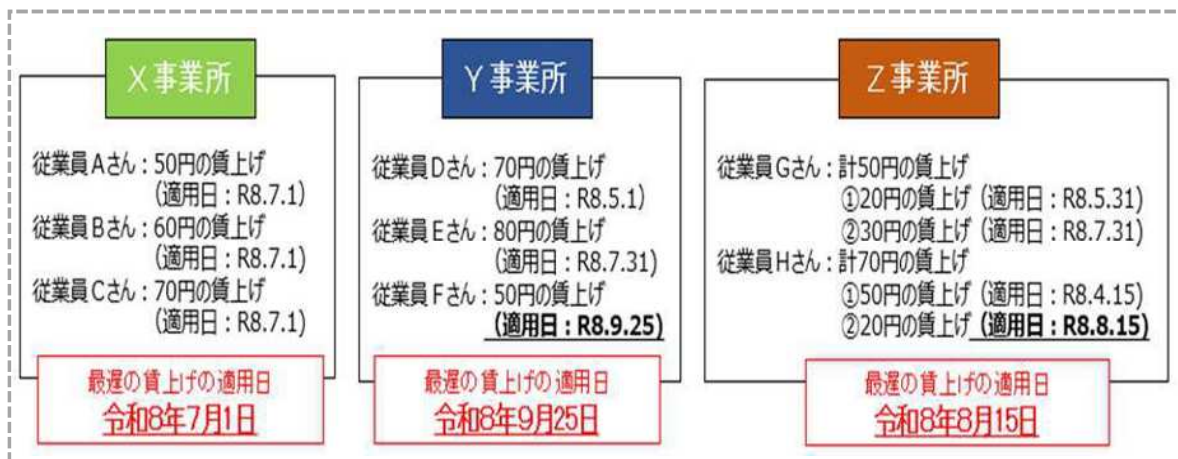 X事業所
従業員Aさん：50円の賃上げ
（適用日：R8.7.1）
従業員Bさん：60円の賃上げ
（適用日：R8.7.1）
従業員Cさん：70円の賃上げ
（適用日：R8.7.1）
最遅の賃上げの適用日
令和8年7月1日
Y事業所
従業員Dさん：70円の賃上げ
（適用日：R8.5.1）
従業員Eさん：80円の賃上げ
（適用日：R8.7.31）
従業員Fさん：50円の賃上げ
（適用日：R8.9.25）
最遅の賃上げの適用日
令和8年9月25日
Z事業所
従業員Gさん：計50円の賃上げ
①20円の賃上げ（適用日：R8.5.31）
②30円の賃上げ（適用日：R8.7.31）
従業員Hさん：計70円の賃上げ
①50円の賃上げ（適用日：R8.4.15）
②20円の賃上げ（適用日：R8.8.15）
最遅の賃上げの適用日
令和8年8月15日